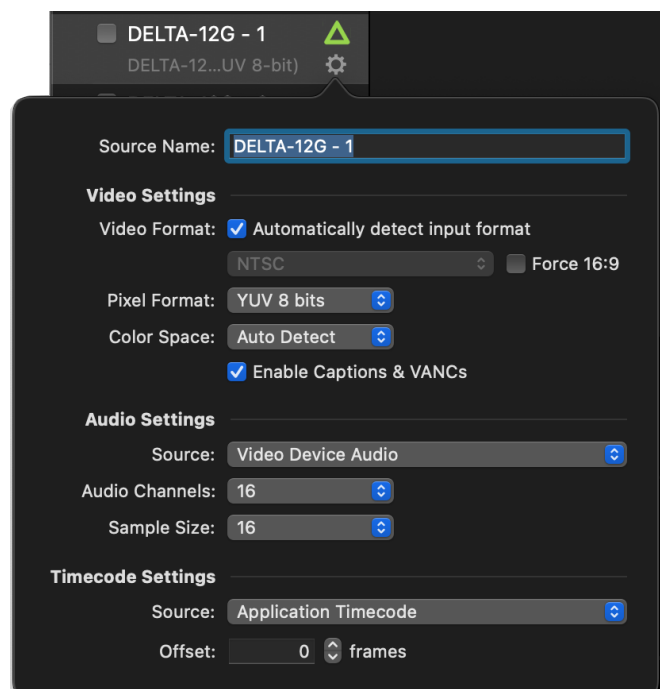 DELTA-12G - 1
DELTA-12...UV 8-bit)
Source Name: DELTA-12G - 1
Video Settings
Video Format: Automatically detect input format
NTSC Force 16:9
Pixel Format: YUV 8 bits
Color Space: Auto Detect
Enable Captions & VANCs
Audio Settings
Source: Video Device Audio
Audio Channels: 16
Sample Size: 16
Timecode Settings
Source: Application Timecode
Offset: 0 frames